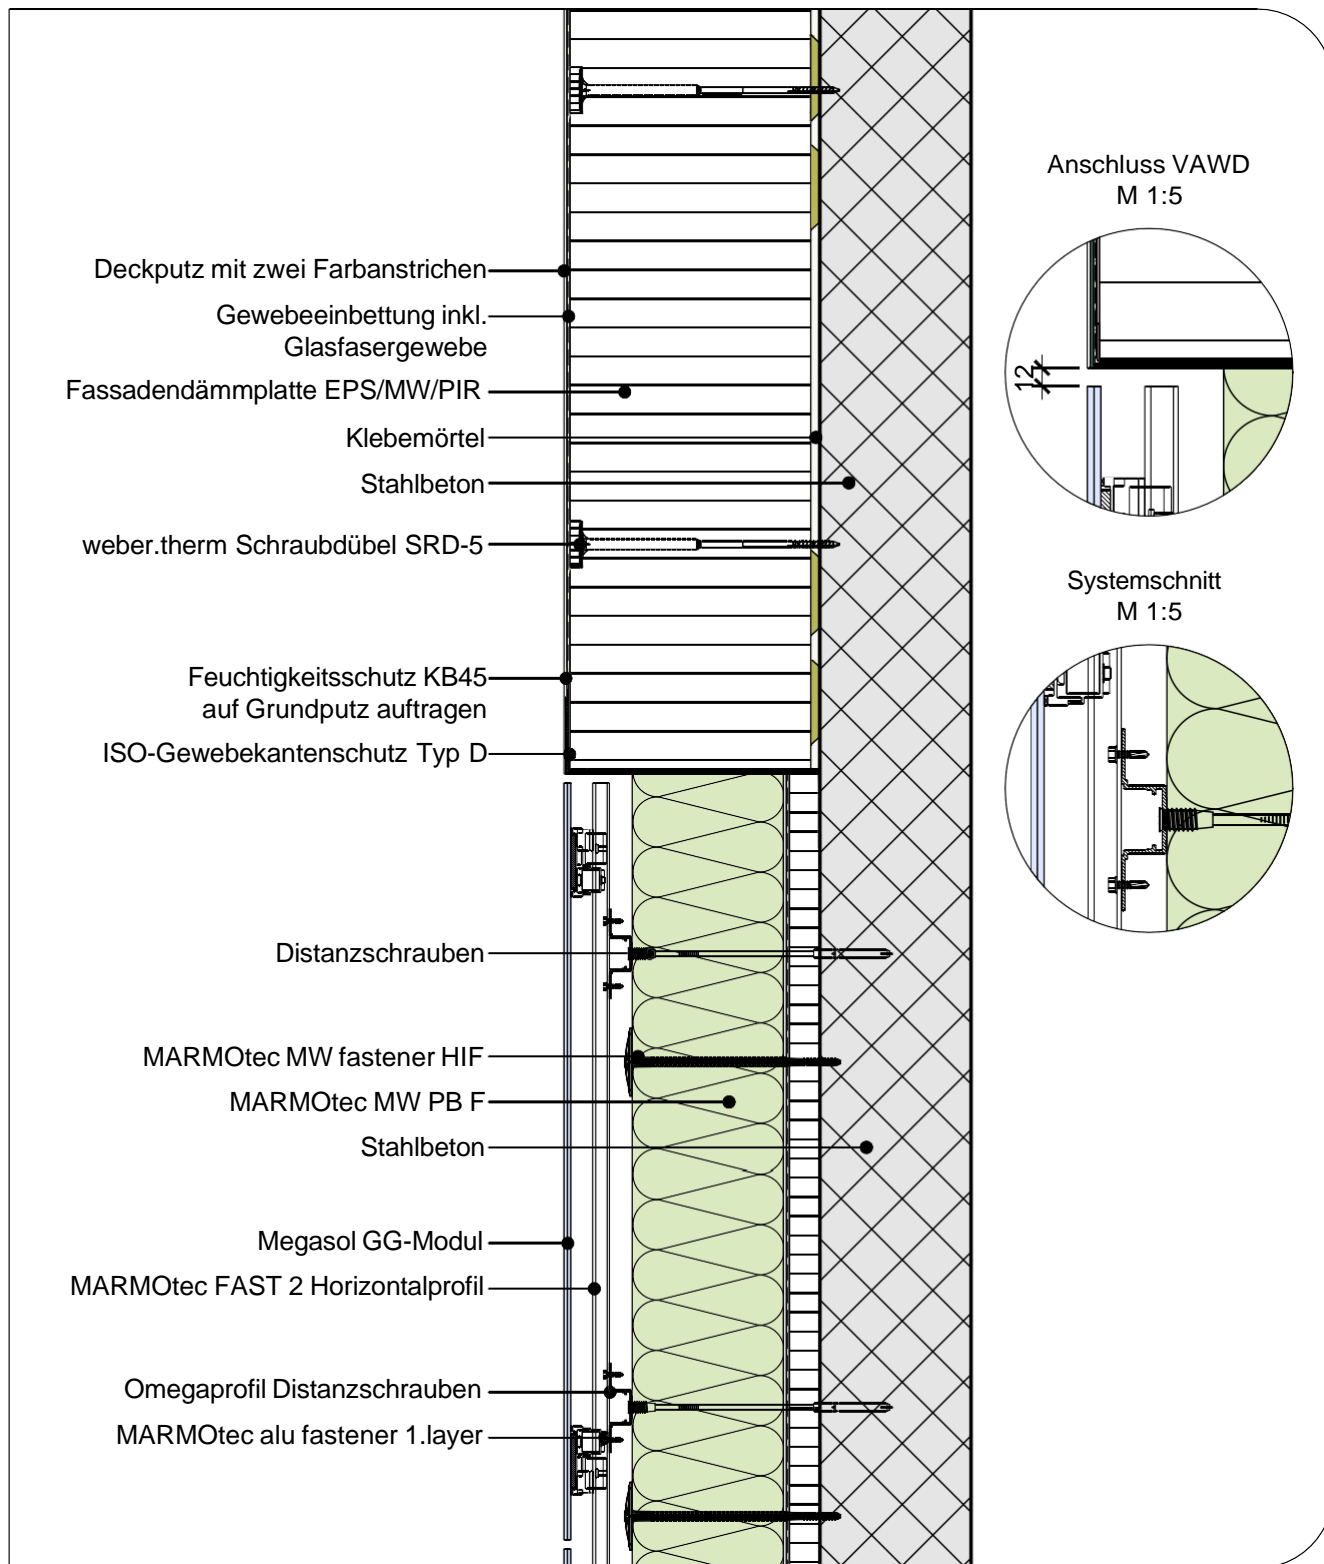 Deckputz mit zwei Farbanstrichen
Gewebeeinbettung inkl.
Glasfasergewebe
Fassadendämmplatte EPS/MW/PIR
Klebemörtel
Stahlbeton
weber.therm Schraubdübel SRD-5
Feuchtigkeitsschutz KB45
auf Grundputz auftragen
ISO-Gewebekantenschutz Typ D
Distanzschrauben
MARMOtec MW fastener HIF
MARMOtec MW PB F
Stahlbeton
Megasol GG-Modul
MARMOtec FAST 2 Horizontalprofil
Omegaprofil Distanzschrauben
MARMOtec alu fastener 1.layer
Anschluss VAWD
M 1:5
12
Systemschnitt
M 1:5